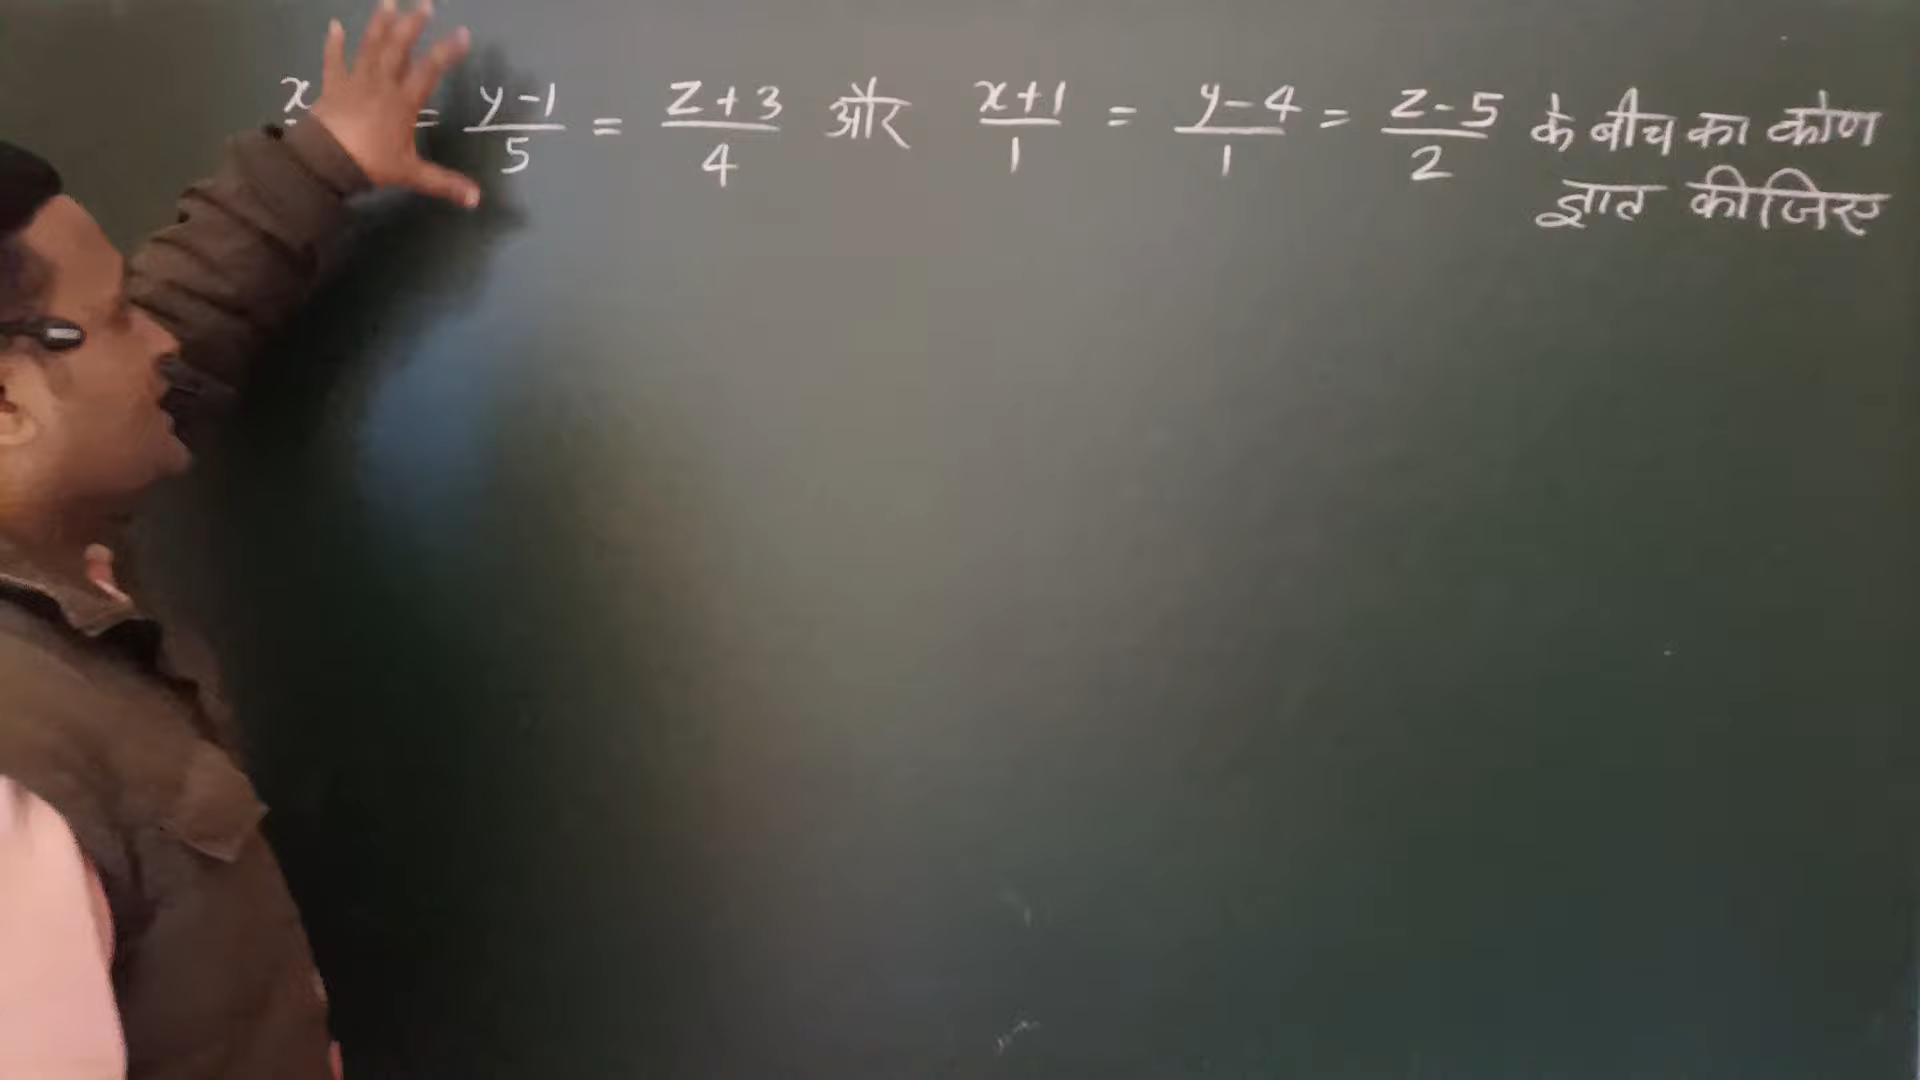 x = y-1/5 = z+3/4 और x+1/1 = y-4/1 = z-5/2 के बीच का कोण
ज्ञात कीजिए